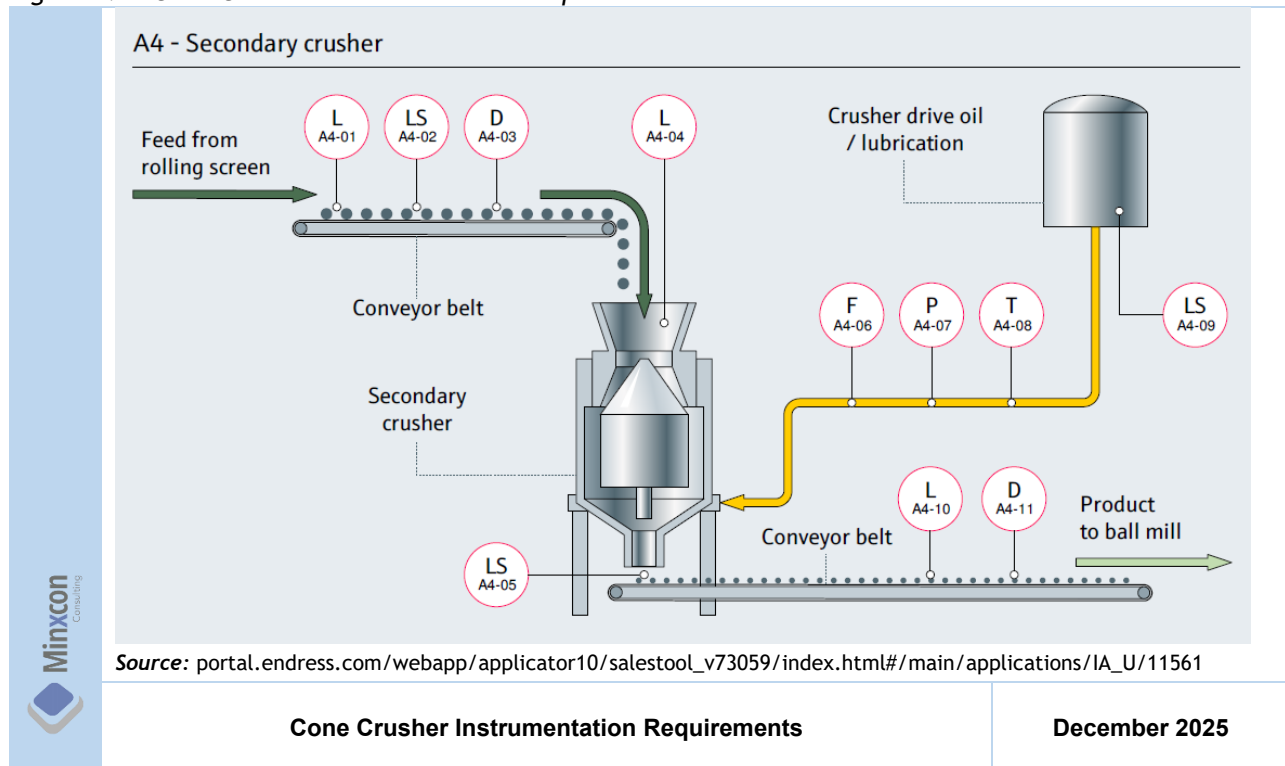 A4 - Secondary crusher
Feed from
rolling screen
L
A4-01
LS
A4-02
D
A4-03
L
A4-04
Crusher drive oil
/ lubrication
Conveyor belt
F
A4-06
P
A4-07
T
A4-08
LS
A4-09
Secondary
crusher
L
A4-10
D
A4-11
Product
to ball mill
Conveyor belt
LS
A4-05
Minxcon
Consulting
Source: portal.endress.com/webapp/applicator10/salestool_v73059/index.html#/main/applications/IA_U/11561
Cone Crusher Instrumentation Requirements
December 2025